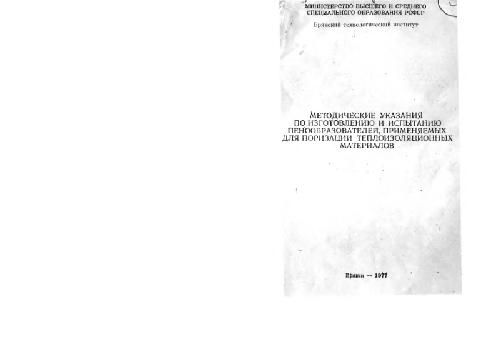 МИНИСТЕРСТВО ВЫСШЕГО И СРЕДНЕГО
СПЕЦИАЛЬНОГО ОБРАЗОВАНИЯ РСФСР
Брянский технологический институт
МЕТОДИЧЕСКИЕ УКАЗАНИЯ
ПО ИЗГОТОВЛЕНИЮ И ИСПЫТАНИЮ
ПЕНООБРАЗОВАТЕЛЕЙ, ПРИМЕНЯЕМЫХ
ДЛЯ ПОРИЗАЦИИ ТЕПЛОИЗОЛЯЦИОННЫХ
МАТЕРИАЛОВ
Брянск — 1977